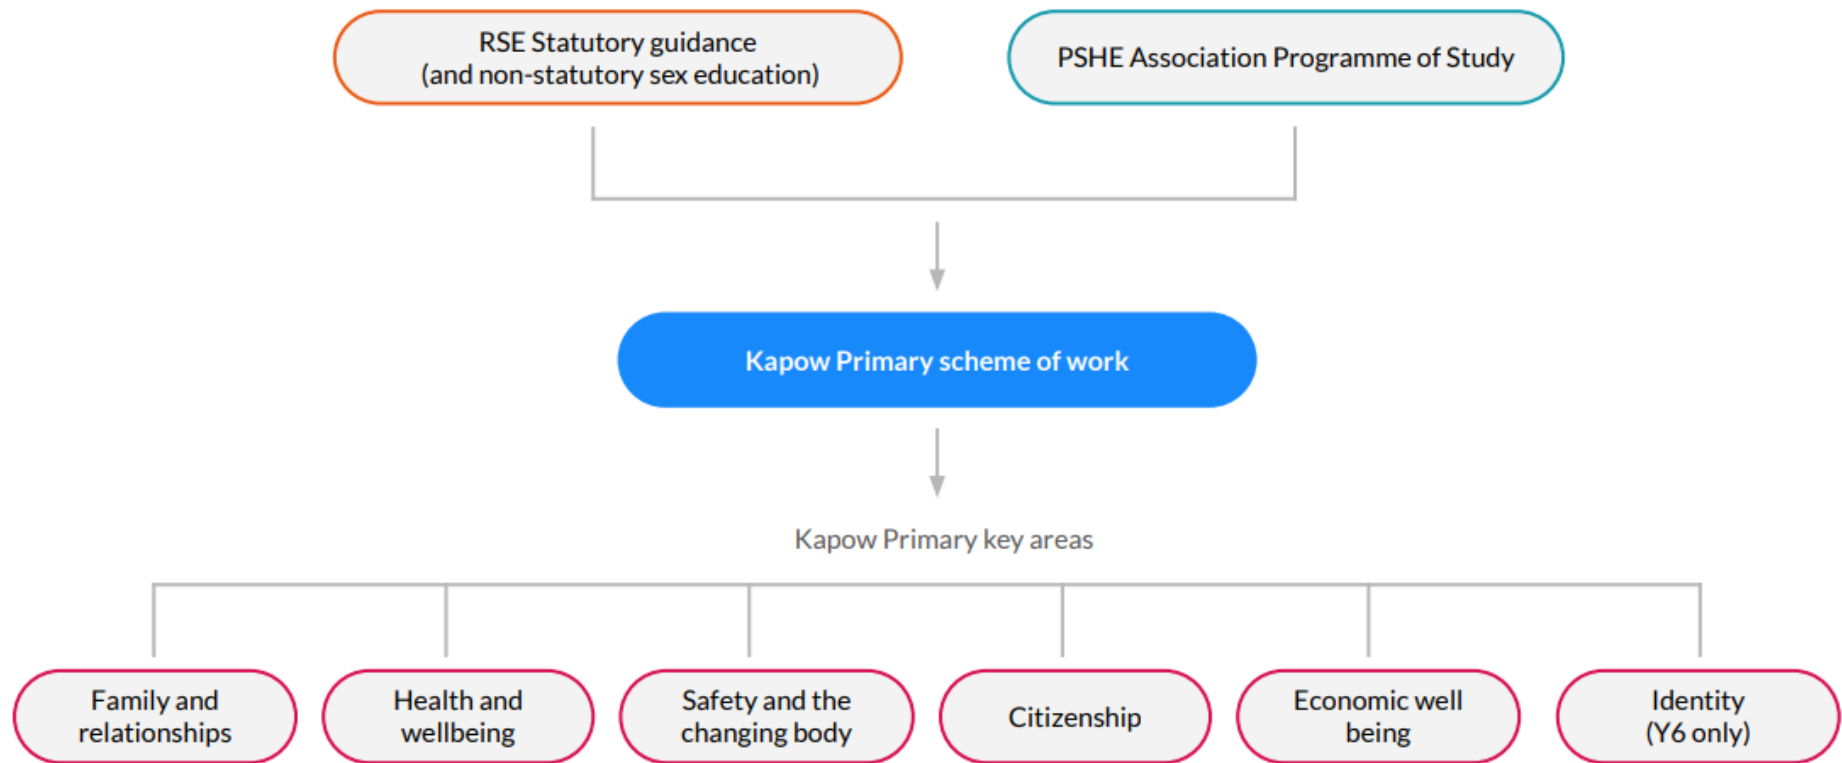 RSE Statutory guidance
(and non-statutory sex education)
PSHE Association Programme of Study
Kapow Primary scheme of work
Kapow Primary key areas
Family and
relationships
Health and
wellbeing
Safety and the
changing body
Citizenship
Economic well
being
Identity
(Y6 only)